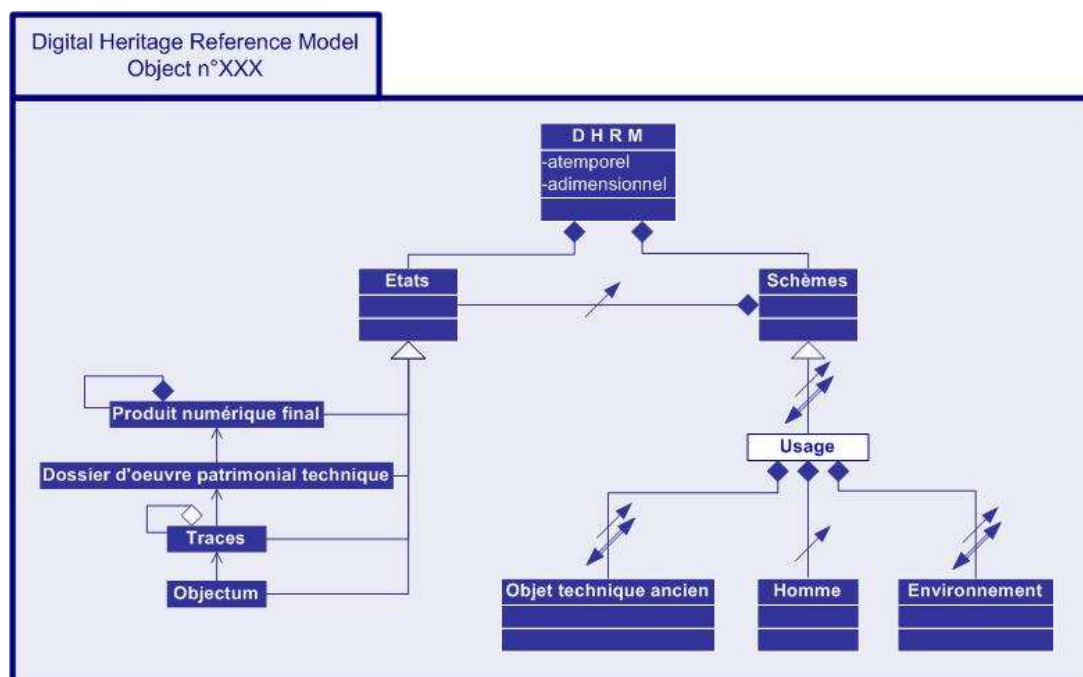 Digital Heritage Reference Model
Object n°XXX
D H R M
-atemporel
-adimensionnel
Etats
Schèmes
Produit numérique final
Usage
Dossier d'oeuvre patrimonial technique
Traces
Objectum
Objet technique ancien
Homme
Environnement